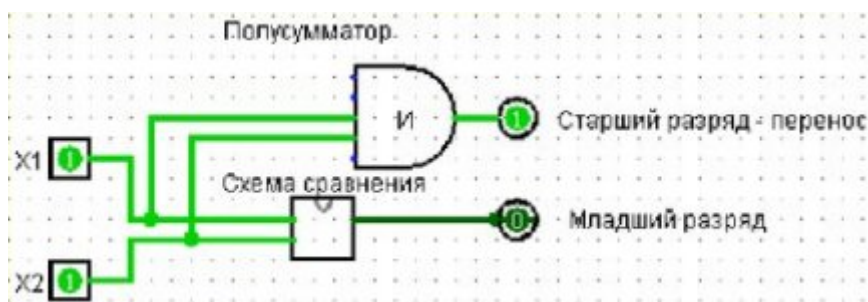 Полусумматор
И
1
Старший разряд - перенос
X1 1
Схема сравнения
0
Младший разряд
X2 1